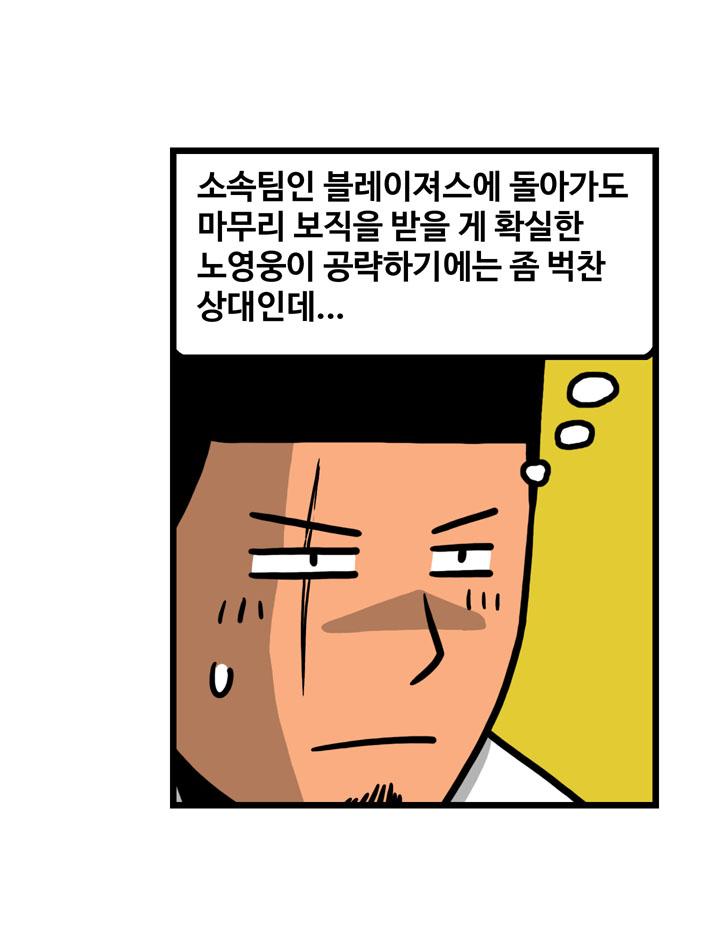 소속팀인 블레이져스에 돌아가도
마무리 보직을 받을 게 확실한
노영웅이 공략하기에는 좀 벅찬
상대인데...